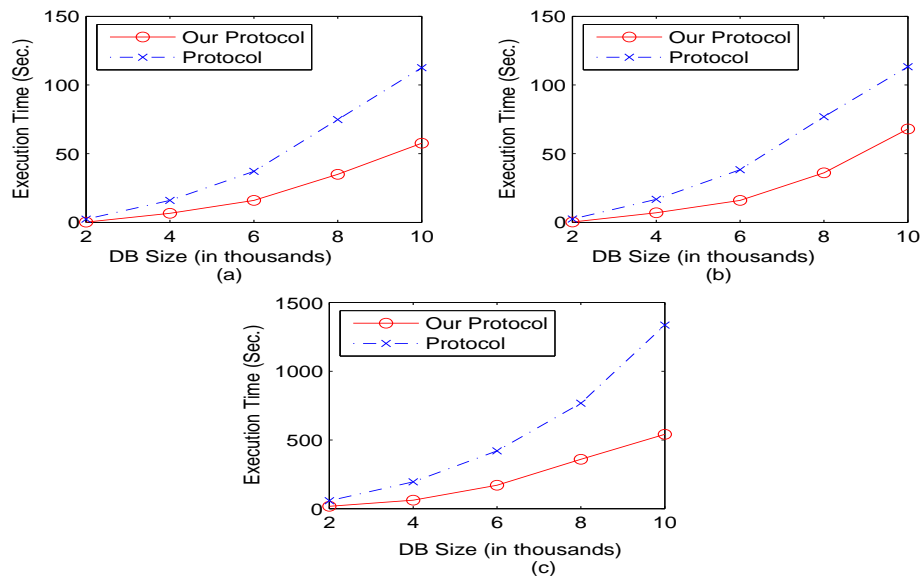 150
100
50
0
Execution Time (Sec.)
Our Protocol
Protocol
2 4 6 8 10
DB Size (in thousands)
(a)
150
100
50
0
Execution Time (Sec.)
Our Protocol
Protocol
2 4 6 8 10
DB Size (in thousands)
(b)
1500
1000
500
0
Execution Time (Sec.)
Our Protocol
Protocol
2 4 6 8 10
DB Size (in thousands)
(c)